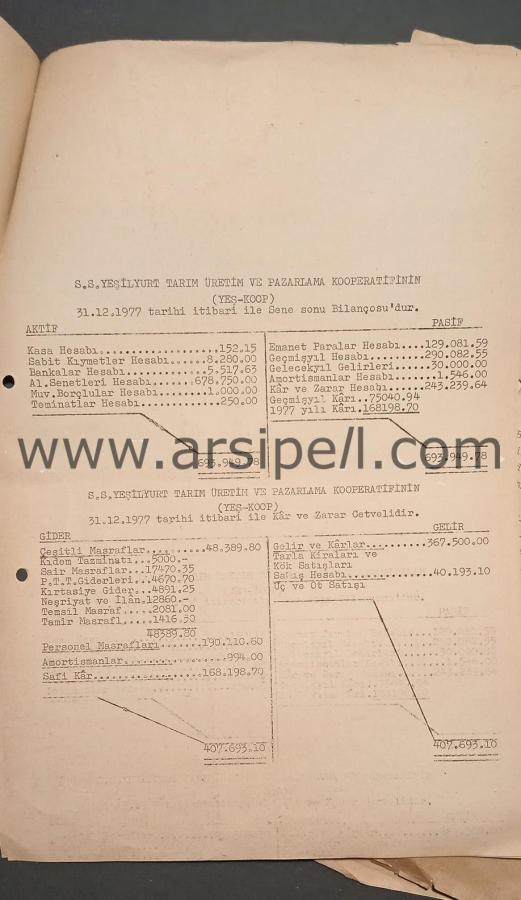 S.S.YEŞİLYURT TARIM ÜRETİM VE PAZARLAMA KOOPERATİFİNİN
(YEŞ-KOOP)
31.12.1977 tarihi itibari ile Sene sonu Bilançosu'dur.
AKTİF
Kasa Hesabı....................152.15
Sabit Kıymetler Hesabı......8.280.00
Bankalar Hesabı.............5.517.63
Al.Senetleri Hesabı.......678.750.00
Muv.Borçlular Hesabı........1.000.00
Teminatlar Hesabı.............250.00
693.949.78
PASİF
Emanet Paralar Hesabı....129.081.59
Geçmişyıl Hesabı.........290.082.55
Gelecekyıl Gelirleri......30.000.00
Amortismanlar Hesabı.......1.546.00
Kâr ve Zarar Hesabı......243.239.64
Geçmişyıl Kârı..75040.94
1977 yılı Kârı.168198.70
693.949.78
www.arsipell.com
S.S.YEŞİLYURT TARIM ÜRETİM VE PAZARLAMA KOOPERATİFİNİN
(YEŞ-KOOP)
31.12.1977 tarihi itibari ile Kâr ve Zarar Cetvelidir.
GİDER
Çeşitli Masraflar.........48.389.80
Kıdem Tazminatı...5000.-
Sair Masraflar..17470.35
P.T.T.Giderleri..4670.70
Kırtasiye Gider..4891.25
Neşriyat ve İlân.12860.-
Temsil Masraf....2081.00
Tamir Masrafl....1416.50
48389.80
Personel Masrafları......190.110.60
Amortismanlar................994.00
Safi Kâr.................168.198.70
407.693.10
GELİR
Gelir ve Kârlar..........367.500.00
Tarla Kiraları ve
Kök Satışları
Satış Hesabı..............40.193.10
Üç ve Ot Satışı
407.693.10